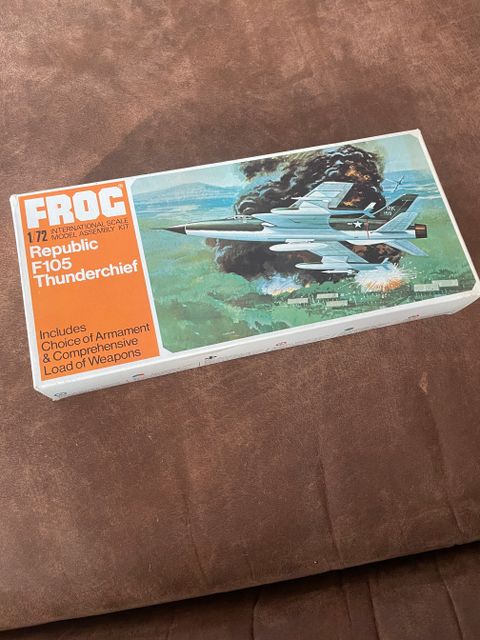 FROG
1/72 INTERNATIONAL SCALE
MODEL ASSEMBLY KIT
Republic
F105
Thunderchief
Includes
Choice of Armament
& Comprehensive
Load of Weapons